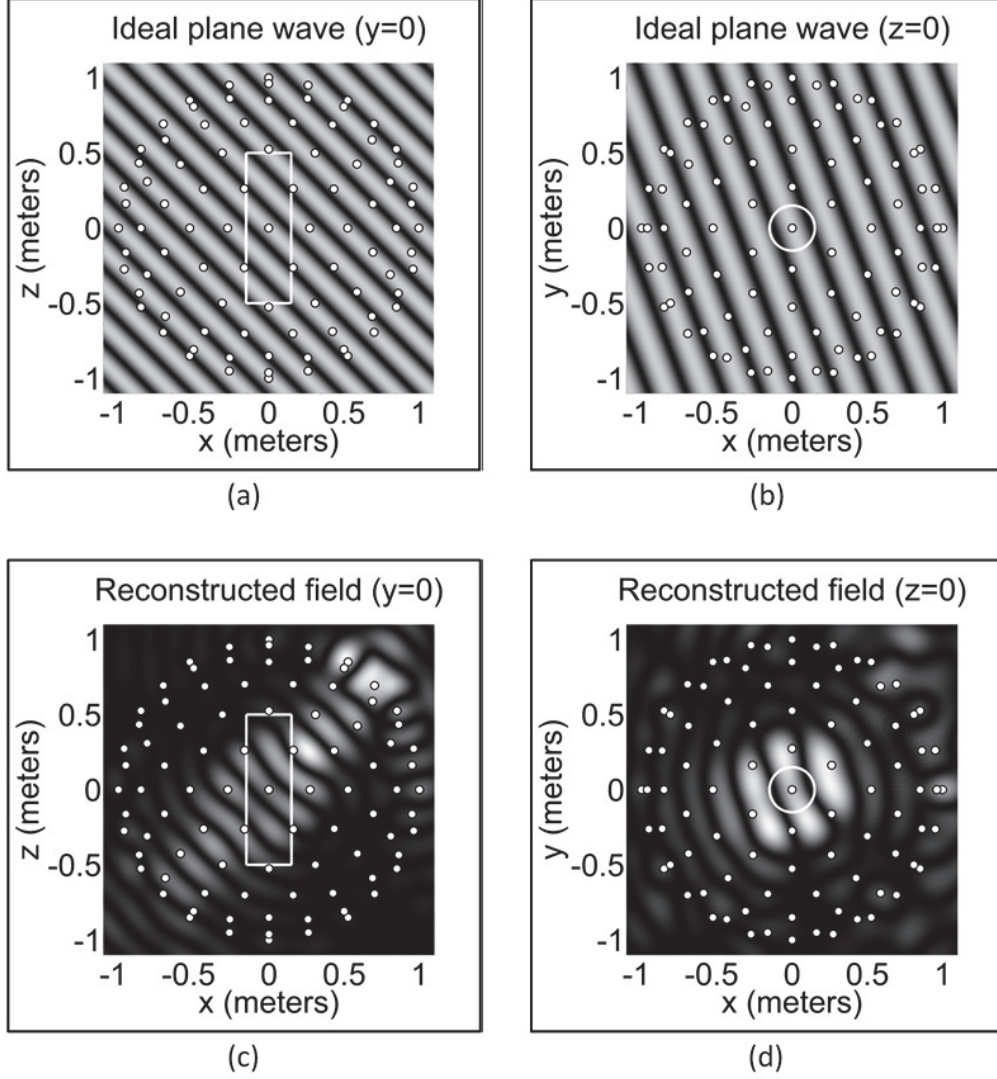 Ideal plane wave (y=0)
1
0.5
0
-0.5
-1
z (meters)
-1 -0.5 0 0.5 1
x (meters)
(a)
Ideal plane wave (z=0)
1
0.5
0
-0.5
-1
y (meters)
-1 -0.5 0 0.5 1
x (meters)
(b)
Reconstructed field (y=0)
1
0.5
0
-0.5
-1
z (meters)
-1 -0.5 0 0.5 1
x (meters)
(c)
Reconstructed field (z=0)
1
0.5
0
-0.5
-1
y (meters)
-1 -0.5 0 0.5 1
x (meters)
(d)